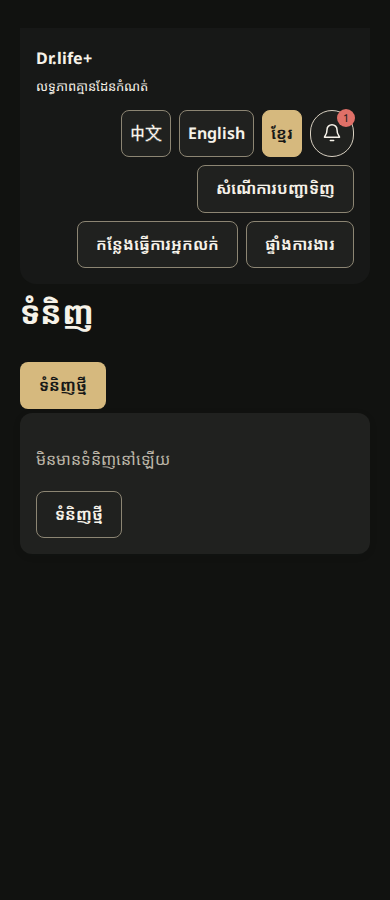 Dr.life+
លទ្ធភាពគ្មានដែនកំណត់
中文 English ខ្មែរ 1
សំណើការបញ្ជាទិញ
កន្លែងធ្វើការអ្នកលក់ ផ្ទាំងការងារ
ទំនិញ
ទំនិញថ្មី
មិនមានទំនិញនៅឡើយ
ទំនិញថ្មី